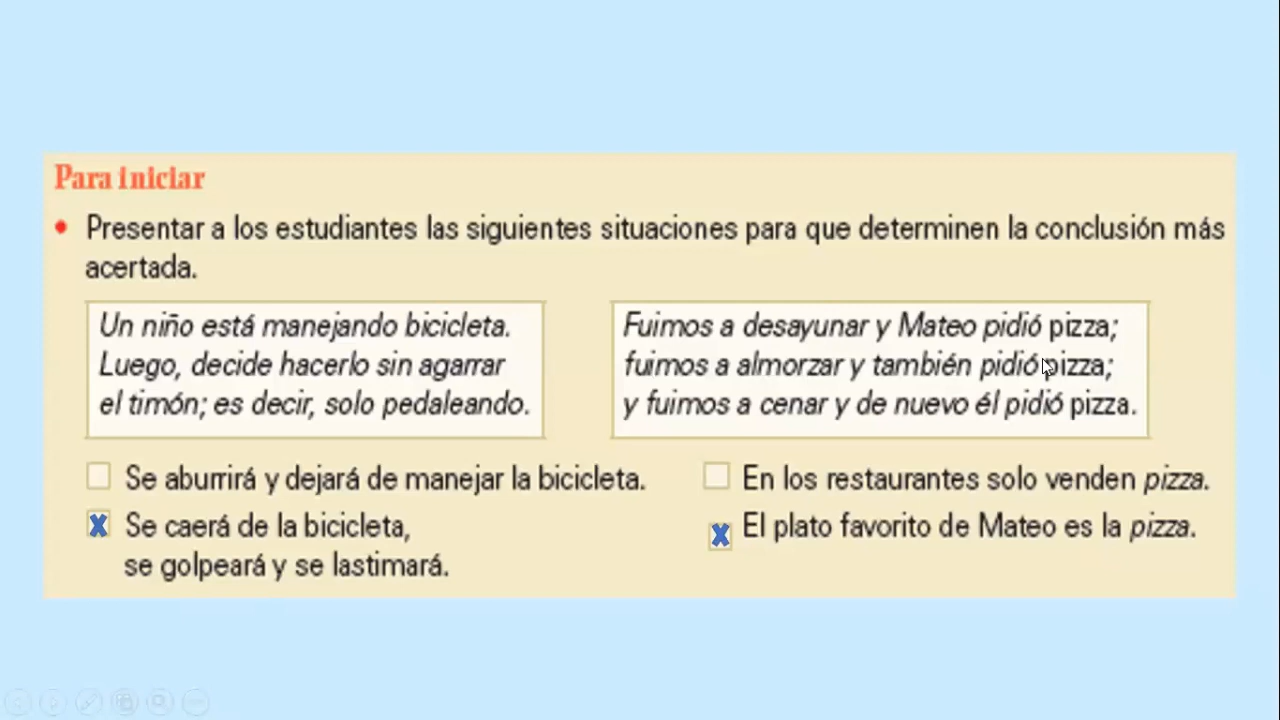 Para iniciar
• Presentar a los estudiantes las siguientes situaciones para que determinen la conclusión más
acertada.
Un niño está manejando bicicleta.
Luego, decide hacerlo sin agarrar
el timón; es decir, solo pedaleando.
Fuimos a desayunar y Mateo pidió pizza;
fuimos a almorzar y también pidió pizza;
y fuimos a cenar y de nuevo él pidió pizza.
Se aburrirá y dejará de manejar la bicicleta.
X Se caerá de la bicicleta,
se golpeará y se lastimará.
En los restaurantes solo venden pizza.
X El plato favorito de Mateo es la pizza.